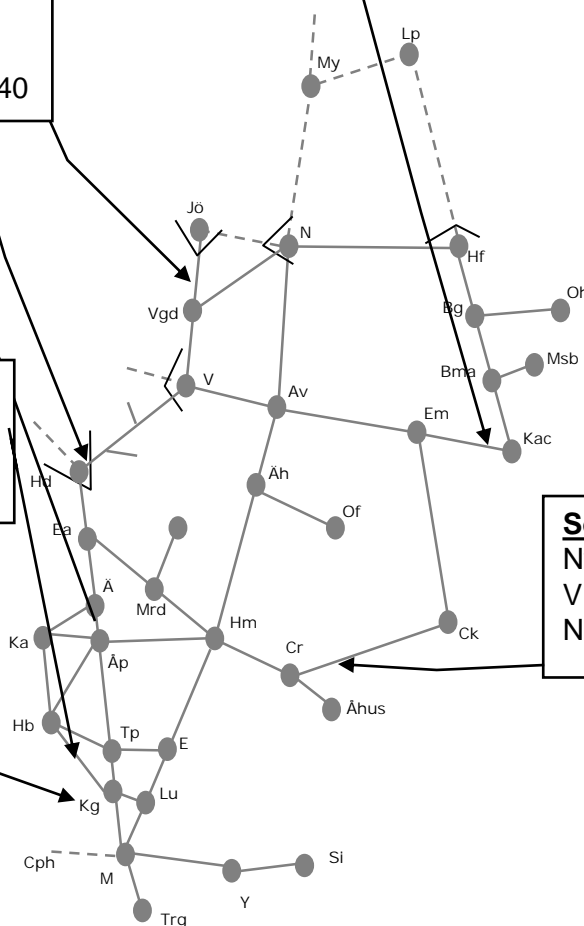 Lp
My
40
Jö
N
Hf
Vgd
Bg
Oh
Msb
V
Bma
Av
Em
Kac
Äh
Hd
Of
Ea
Ä
Mrd
Hm
Ka
Åp
Cr
Ck
N
V
N
Åhus
Hb
Tp
E
Kg
Lu
Cph
M
Si
Y
Trg